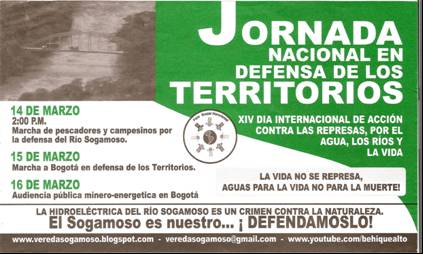 JORNADA
NACIONAL EN
DEFENSA DE LOS
TERRITORIOS
14 DE MARZO
2:00 P.M.
Marcha de pescadores y campesinos por
la defensa del Río Sogamoso.
15 DE MARZO
Marcha a Bogotá en defensa de los Territorios.
16 DE MARZO
Audiencia pública minero-energetica en Bogotá
XIV DIA INTERNACIONAL DE ACCIÓN
CONTRA LAS REPRESAS, POR EL
AGUA, LOS RÍOS Y
LA VIDA
LA VIDA NO SE REPRESA,
AGUAS PARA LA VIDA NO PARA LA MUERTE!
LA HIDROELÉCTRICA DEL RÍO SOGAMOSO ES UN CRIMEN CONTRA LA NATURALEZA.
El Sogamoso es nuestro... ¡ DEFENDAMOSLO!
www.veredasogamoso.blogspot.com - veredasogamoso@gmail.com - www.youtube.com/behiquealto